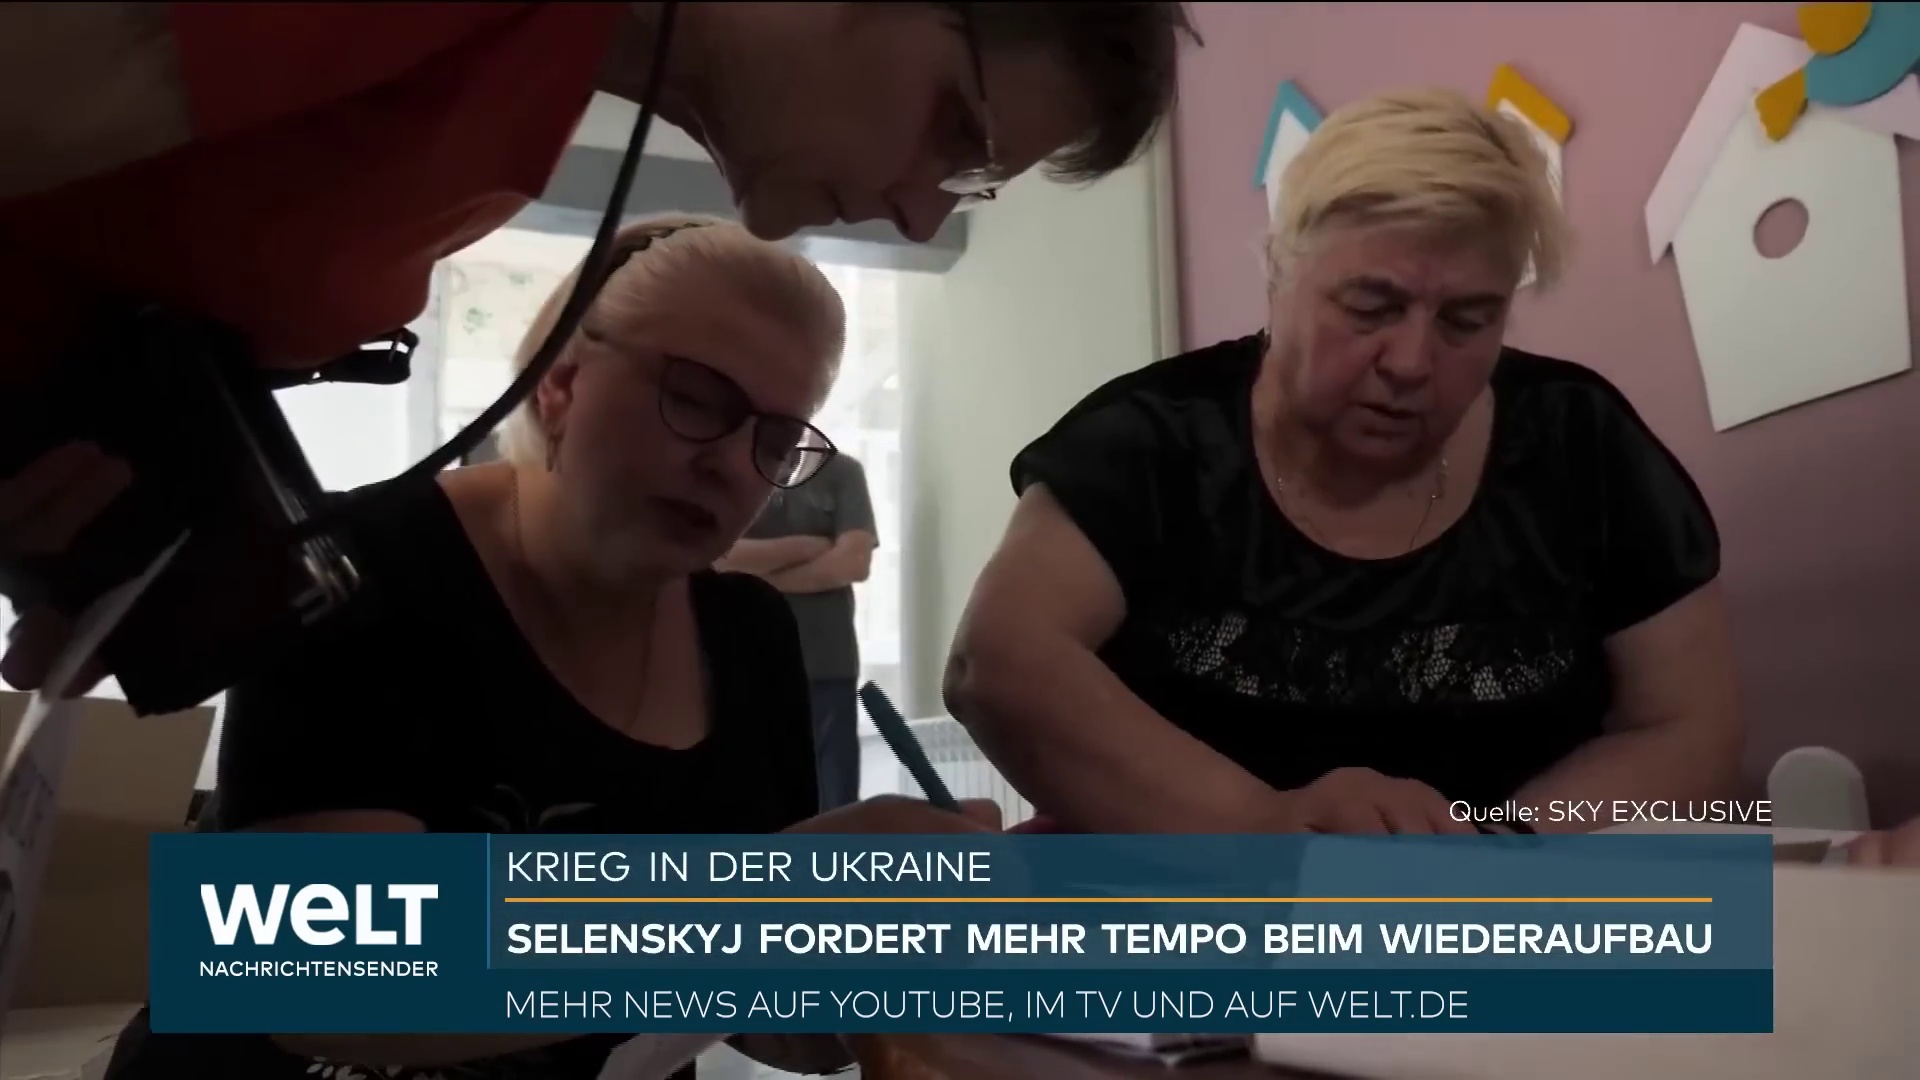 Quelle: SKY EXCLUSIVE
KRIEG IN DER UKRAINE
SELENSKYJ FORDERT MEHR TEMPO BEIM WIEDERAUFBAU
WELT
NACHRICHTENSENDER
MEHR NEWS AUF YOUTUBE, IM TV UND AUF WELT.DE